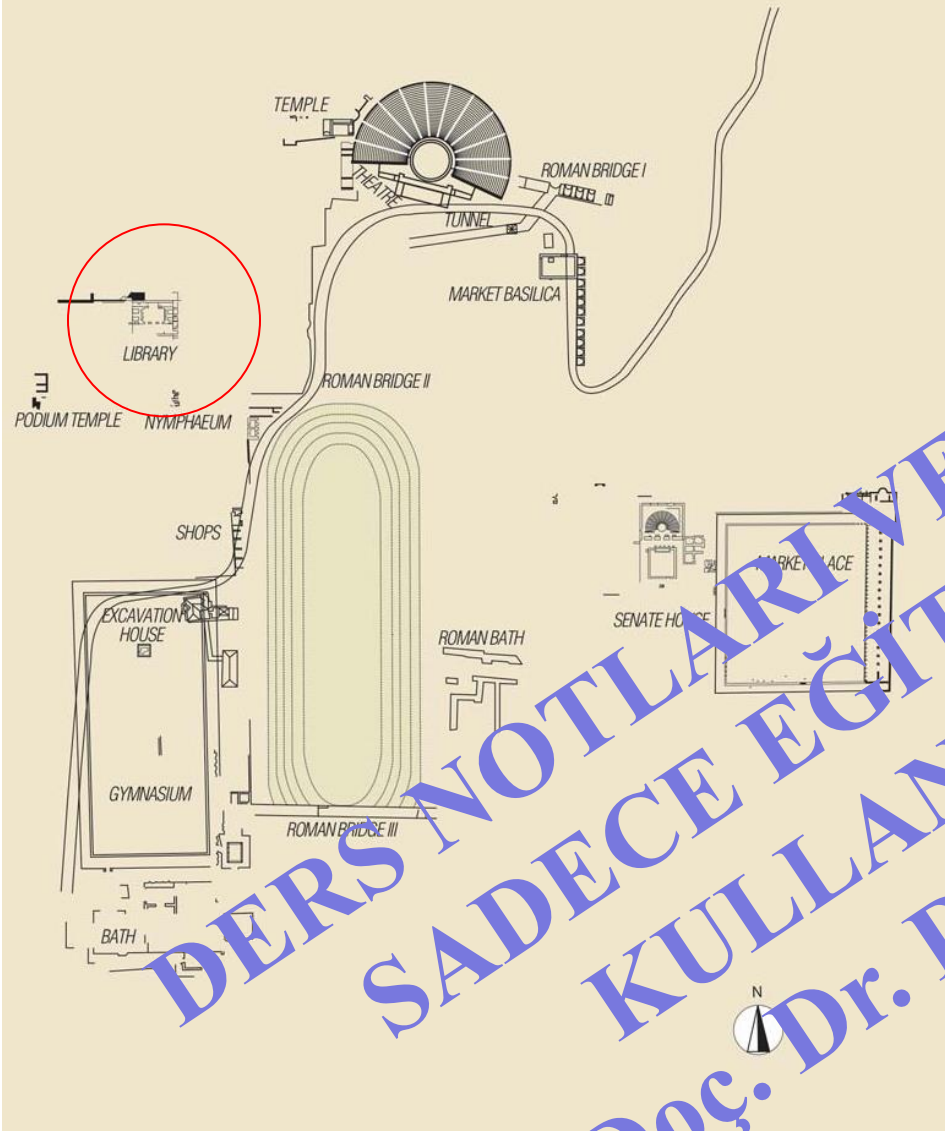 TEMPLE
THEATRE
ROMAN BRIDGE I
TUNNEL
MARKET BASILICA
LIBRARY
ROMAN BRIDGE II
PODIUM TEMPLE
NYMPHAEUM
SHOPS
MARKET PLACE
EXCAVATION
HOUSE
SENATE HOUSE
ROMAN BATH
GYMNASIUM
ROMAN BRIDGE III
BATH
N
DERS NOTLARI VE
SADECE EĞİT
KULLAN
Doç. Dr.